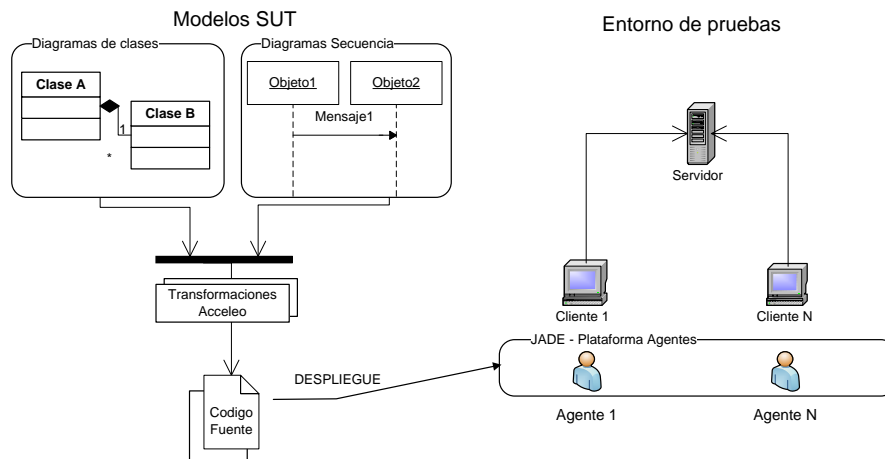 Modelos SUT
Entorno de pruebas
Diagramas de clases
Diagramas Secuencia
Clase A
Clase B
1
*
Objeto1
Objeto2
Mensaje1
Servidor
Transformaciones
Acceleo
Cliente 1
Cliente N
JADE - Plataforma Agentes
DESPLIEGUE
Codigo
Fuente
Agente 1
Agente N